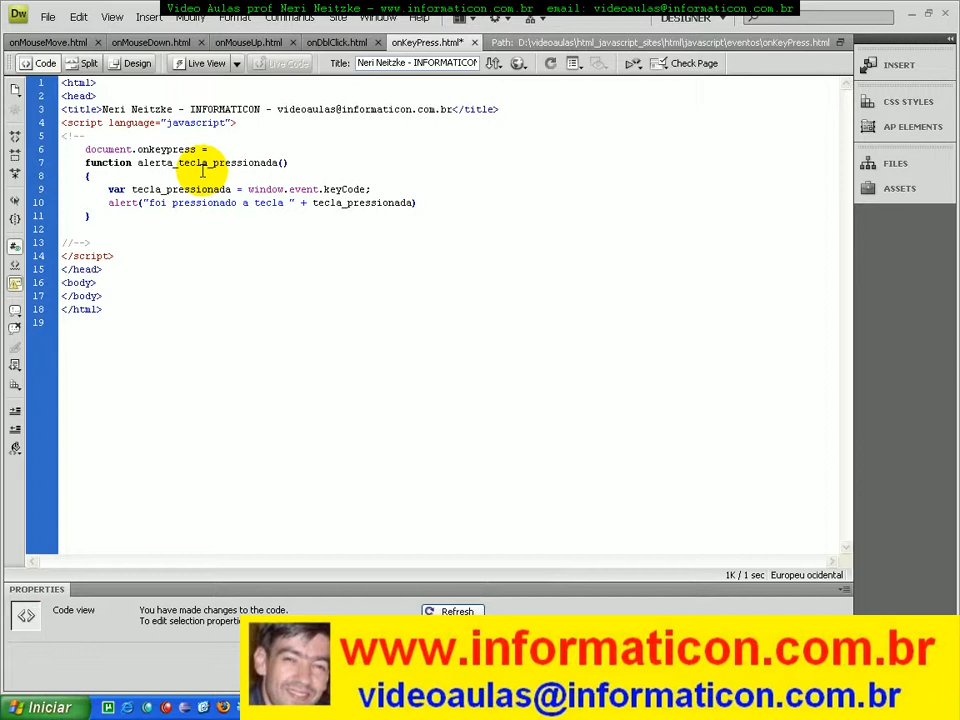 Video Aulas prof Neri Neitzke - www.informaticon.com.br email: videoaulas@informaticon.com.br
Dw File Edit View Insert Modify Format Commands Site Window Help DESIGNER
onMouseMove.html onMouseDown.html onMouseUp.html onDblClick.html onKeyPress.html* Path: D:\videoaulas\html_javascript_sites\html\javascript\eventos\onKeyPress.html
Code Split Design Live View Live Code Title: Neri Neitzke - INFORMATICON Check Page
1 <html>
2 <head>
3 <title>Neri Neitzke - INFORMATICON - videoaulas@informaticon.com.br</title>
4 <script language="javascript">
5 <!--
6 document.onkeypress =
7 function alerta_tecla_pressionada()
8 {
9 var tecla_pressionada = window.event.keyCode;
10 alert("foi pressionado a tecla " + tecla_pressionada)
11 }
12
13 //-->
14 </script>
15 </head>
16 <body>
17 </body>
18 </html>
19
INSERT
CSS STYLES
AP ELEMENTS
FILES
ASSETS
1K / 1 sec Europeu ocidental
PROPERTIES
Code view
You have made changes to the code.
To edit selection properties
Refresh
www.informaticon.com.br
videoaulas@informaticon.com.br
Iniciar